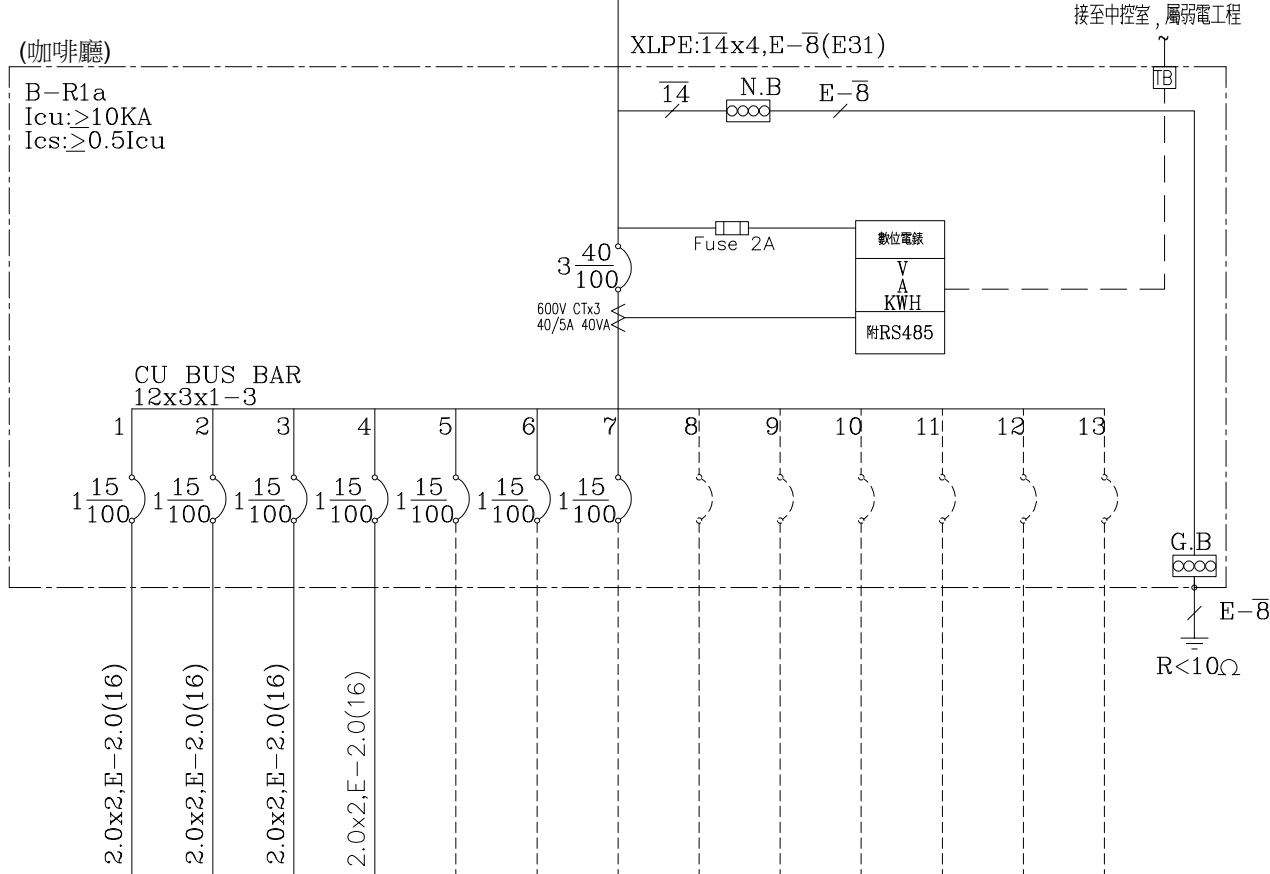 接至中控室，屬弱電工程
(咖啡廳)
XLPE:14x4,E-8(E31)
TB
B-R1a
Icu:≥10KA
Ics:≥0.5Icu
14
N.B
E-8
Fuse 2A
數位電錶
V
A
KWH
附RS485
3 40/100
600V CTx3
40/5A 40VA
CU BUS BAR
12x3x1-3
1 2 3 4 5 6 7 8 9 10 11 12 13
1 15/100 1 15/100 1 15/100 1 15/100 1 15/100 1 15/100 1 15/100
G.B
E-8
R<10Ω
2.0x2,E-2.0(16)
2.0x2,E-2.0(16)
2.0x2,E-2.0(16)
2.0x2,E-2.0(16)